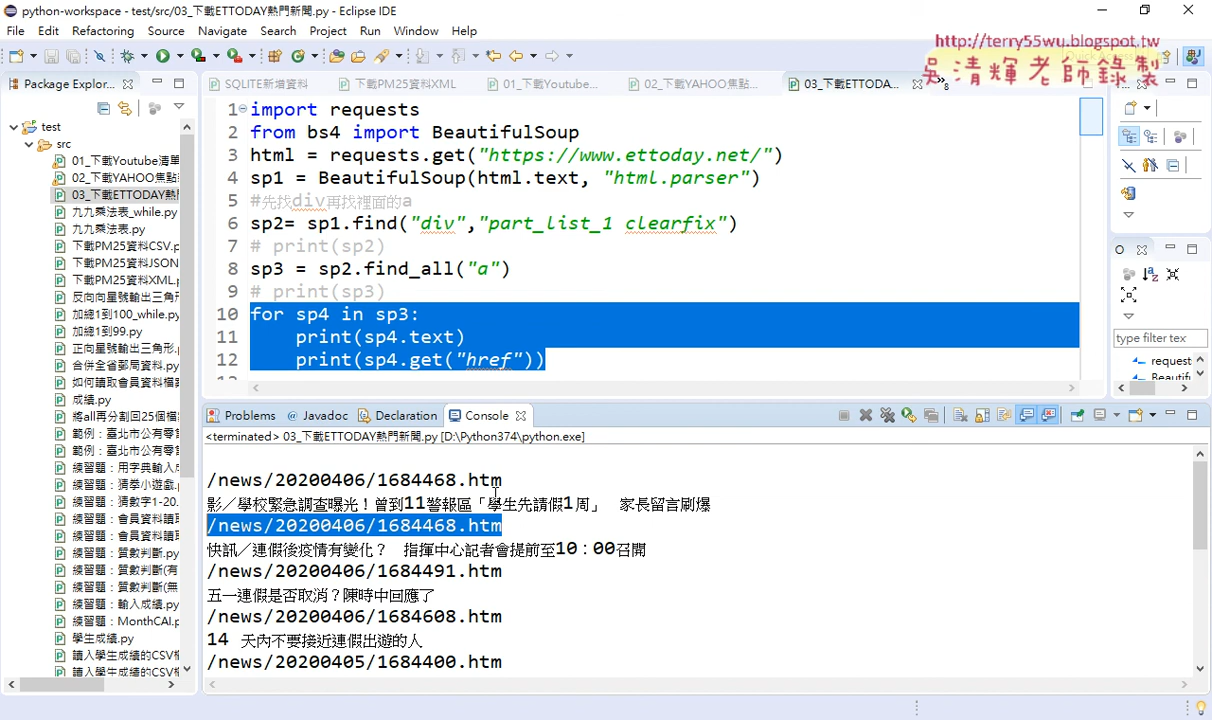 python-workspace - test/src/03_下載ETTODAY熱門新聞.py - Eclipse IDE
File Edit Refactoring Source Navigate Search Project Run Window Help
http://terry55wu.blogspot.tw
吳清輝老師錄製
Package Explor...
SQLITE新增資料
下載PM25資料XML
01_下載Youtube...
02_下載YAHOO焦點...
03_下載ETTODA...
test
src
01_下載Youtube清單
02_下載YAHOO焦點
03_下載ETTODAY熱
九九乘法表_while.py
九九乘法表.py
下載PM25資料CSV.p
下載PM25資料JSON
下載PM25資料XML.p
反向向星號輸出三角形
加總1到100_while.py
加總1到99.py
正向星號輸出三角形.
合併全省郵局資料.py
如何讀取會員資料檔案
成績.py
將all再分割回25個檔
範例：臺北市公有零售
範例：臺北市公有零售
練習題：用字典輸入成
練習題：猜拳小遊戲.p
練習題：猜數字1-20.
練習題：會員資料讀取
練習題：會員資料讀取
練習題：質數判斷.py
練習題：質數判斷(有
練習題：質數判斷(無
練習題：輸入成績.py
練習題：MonthCAl.p
學生成績.py
讀入學生成績的CSV檔
讀入學生成績的CSV檔
1 import requests
2 from bs4 import BeautifulSoup
3 html = requests.get("https://www.ettoday.net/")
4 sp1 = BeautifulSoup(html.text, "html.parser")
5 #先找div再找裡面的a
6 sp2= sp1.find("div","part_list_1 clearfix")
7 # print(sp2)
8 sp3 = sp2.find_all("a")
9 # print(sp3)
10 for sp4 in sp3:
11 print(sp4.text)
12 print(sp4.get("href"))
type filter tex
request
Beautif
Problems @ Javadoc Declaration Console
<terminated> 03_下載ETTODAY熱門新聞.py [D:\Python374\python.exe]
/news/20200406/1684468.htm
影／學校緊急調查曝光！曾到11警報區「學生先請假1周」 家長留言刷爆
/news/20200406/1684468.htm
快訊／連假後疫情有變化？ 指揮中心記者會提前至10：00召開
/news/20200406/1684491.htm
五一連假是否取消？陳時中回應了
/news/20200406/1684608.htm
14 天內不要接近連假出遊的人
/news/20200405/1684400.htm